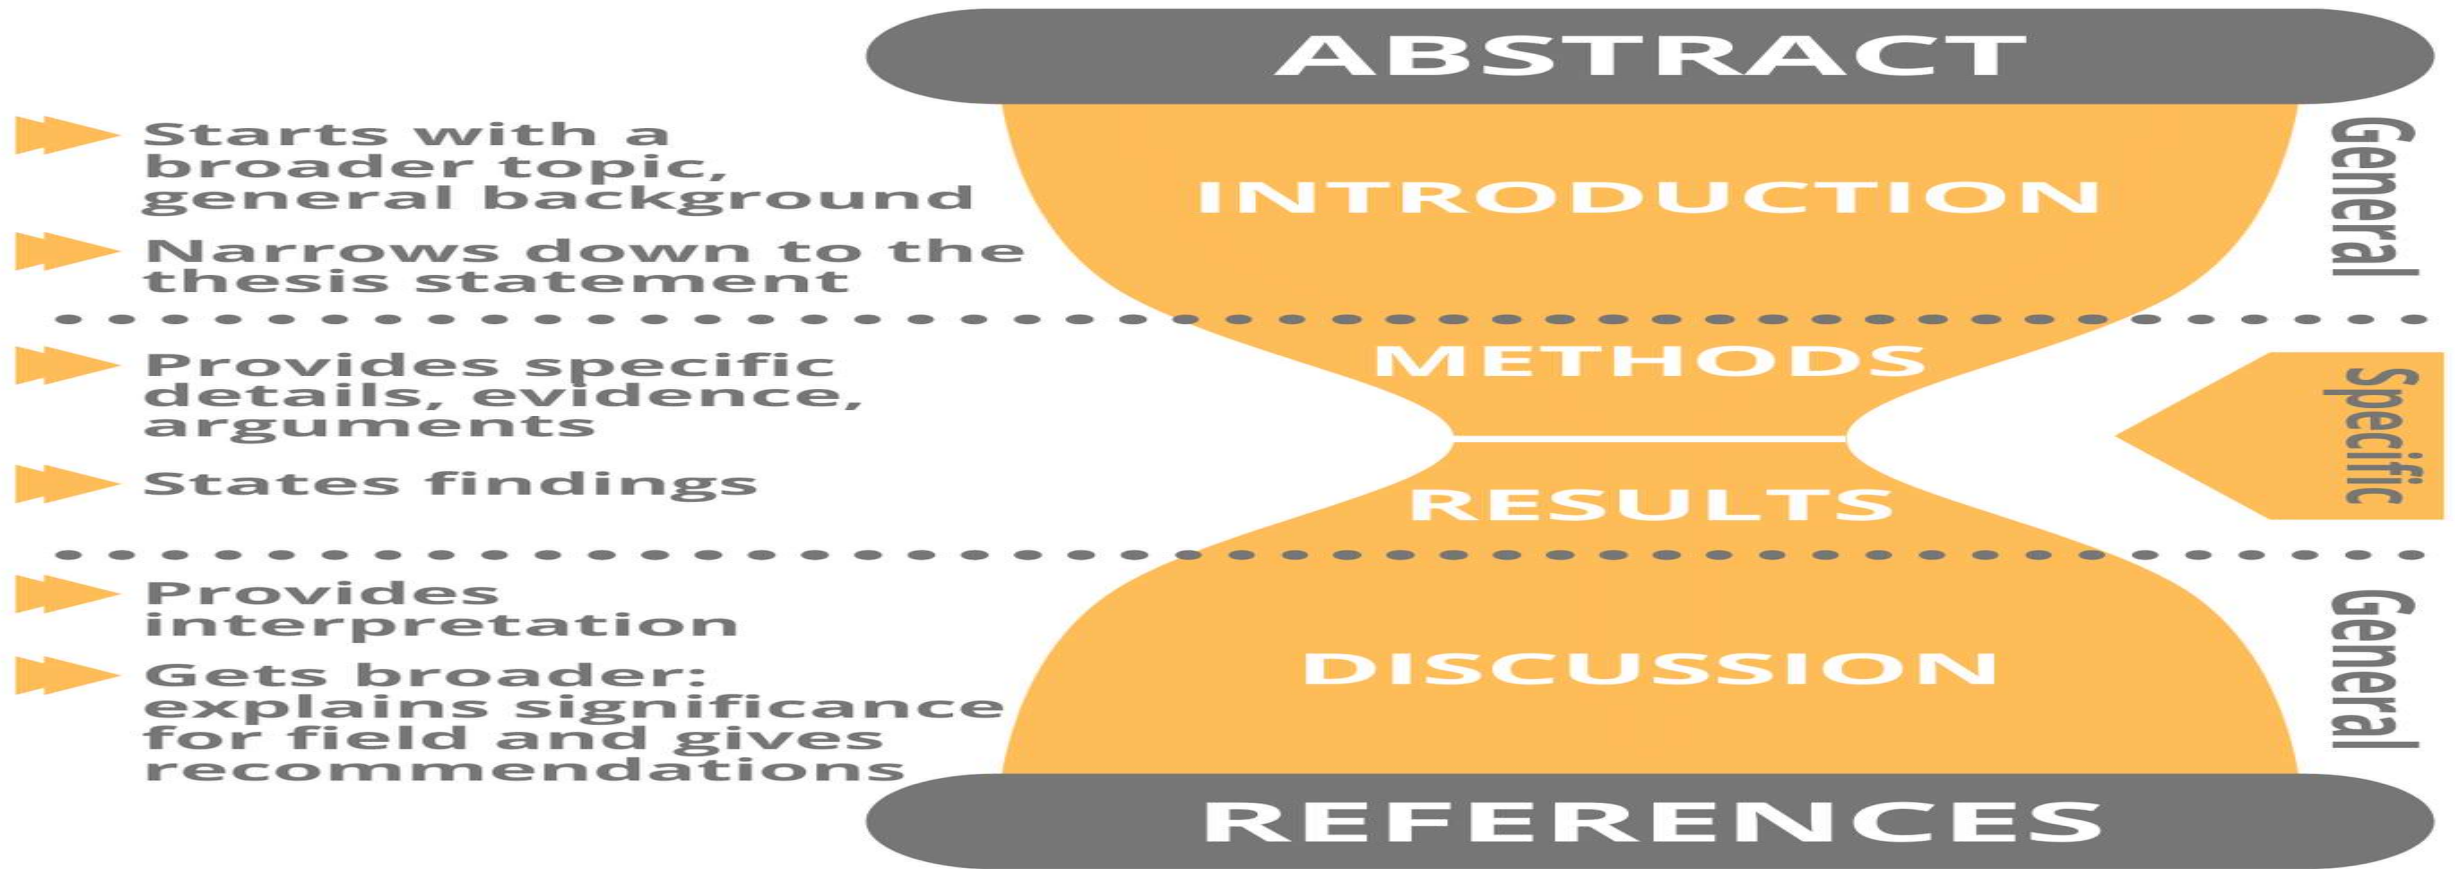 ABSTRACT
Starts with a
broader topic,
general background
Narrows down to the
thesis statement
INTRODUCTION
General
Provides specific
details, evidence,
arguments
States findings
METHODS
RESULTS
Specific
Provides
interpretation
Gets broader:
explains significance
for field and gives
recommendations
DISCUSSION
General
REFERENCES